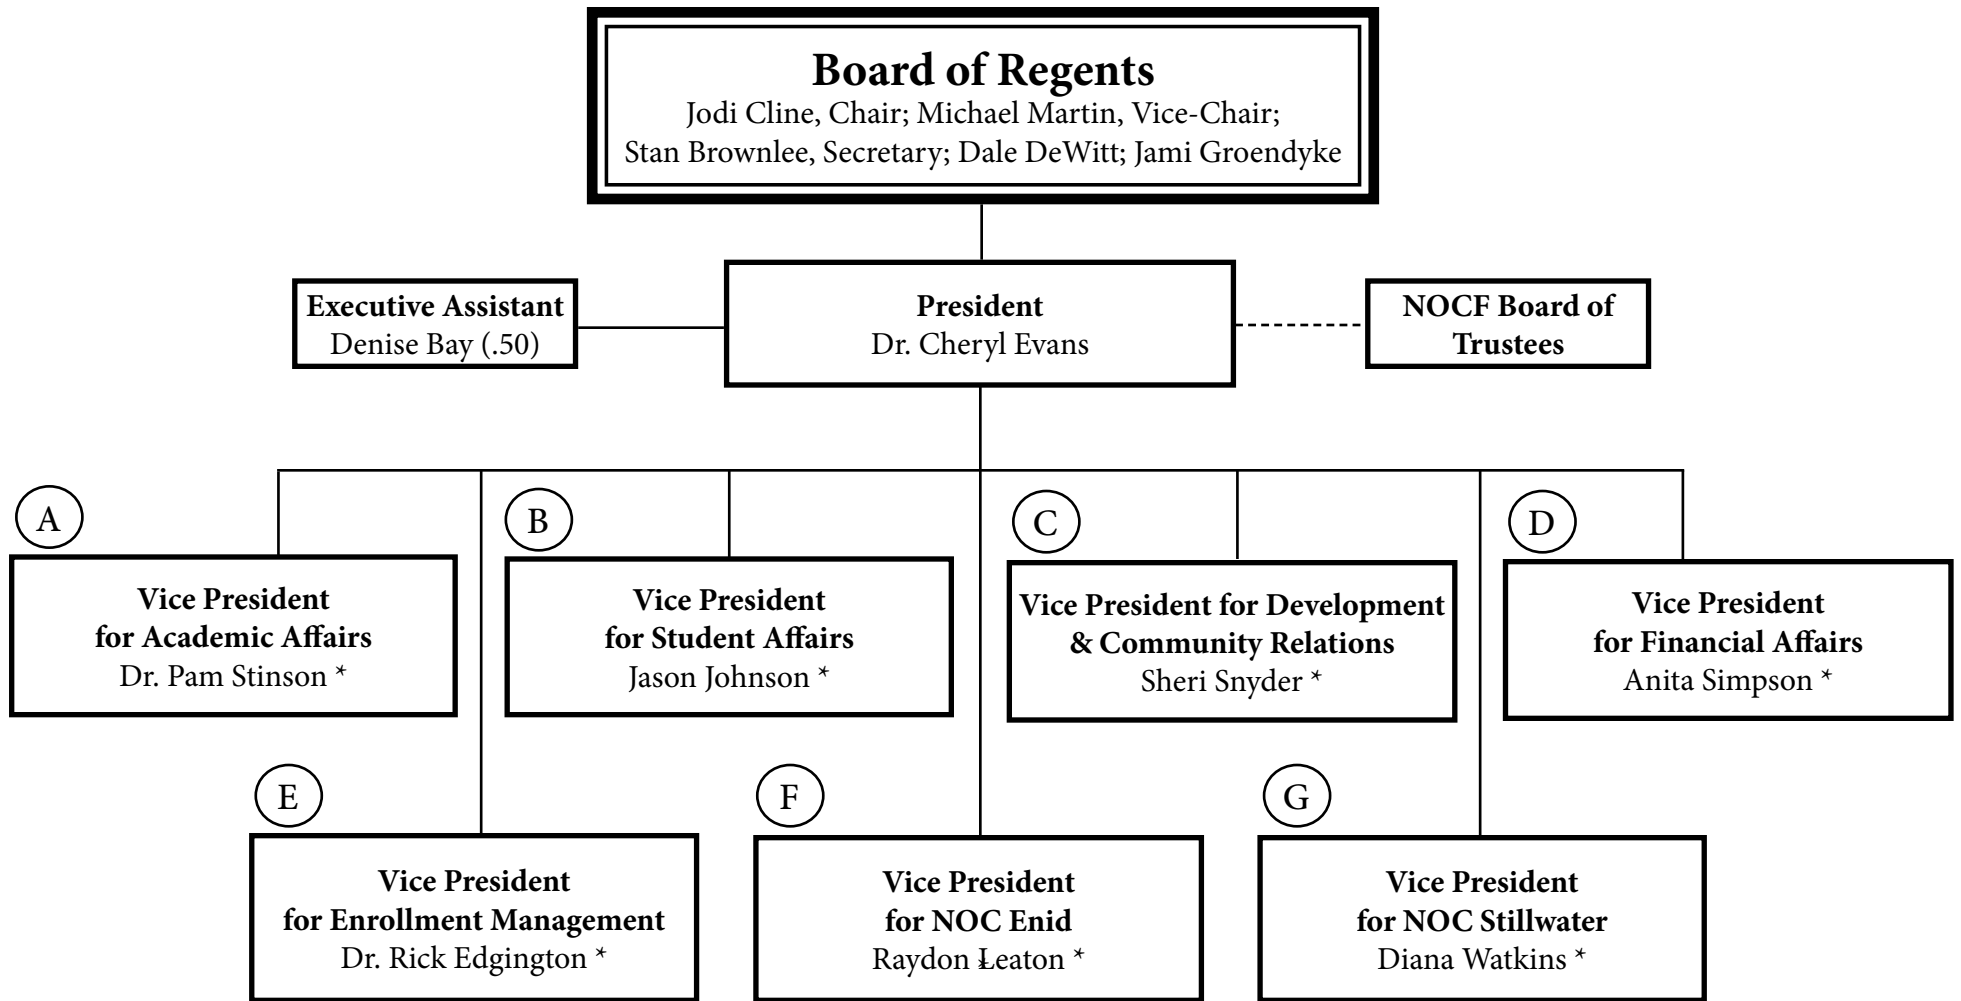 Board of Regents
Jodi Cline, Chair; Michael Martin, Vice-Chair;
Stan Brownlee, Secretary; Dale DeWitt; Jami Groendyke
Executive Assistant
Denise Bay (.50)
President
Dr. Cheryl Evans
NOCF Board of
Trustees
A
Vice President
for Academic Affairs
Dr. Pam Stinson *
B
Vice President
for Student Affairs
Jason Johnson *
C
Vice President for Development
& Community Relations
Sheri Snyder *
D
Vice President
for Financial Affairs
Anita Simpson *
E
Vice President
for Enrollment Management
Dr. Rick Edgington *
F
Vice President
for NOC Enid
Raydon Leaton *
G
Vice President
for NOC Stillwater
Diana Watkins *